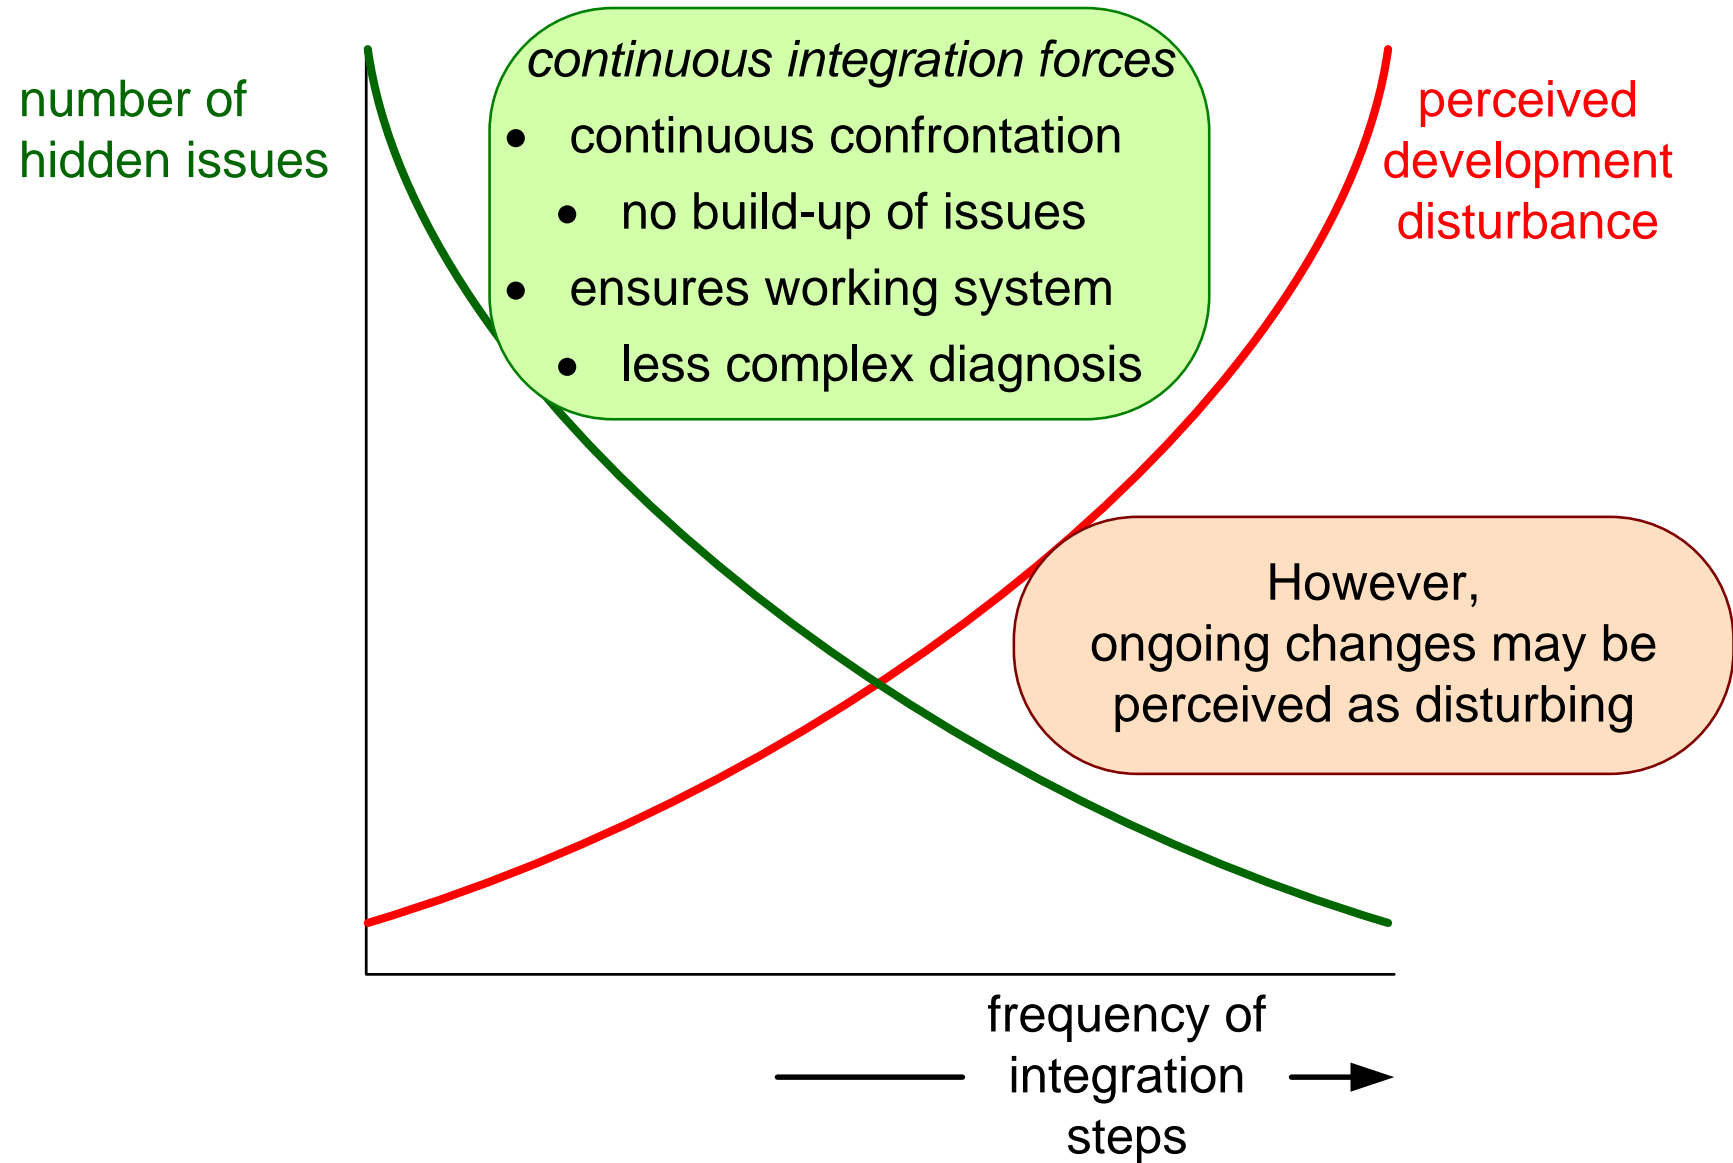 number of
hidden issues
continuous integration forces
• continuous confrontation
• no build-up of issues
• ensures working system
• less complex diagnosis
perceived
development
disturbance
However,
ongoing changes may be
perceived as disturbing
frequency of
integration
steps